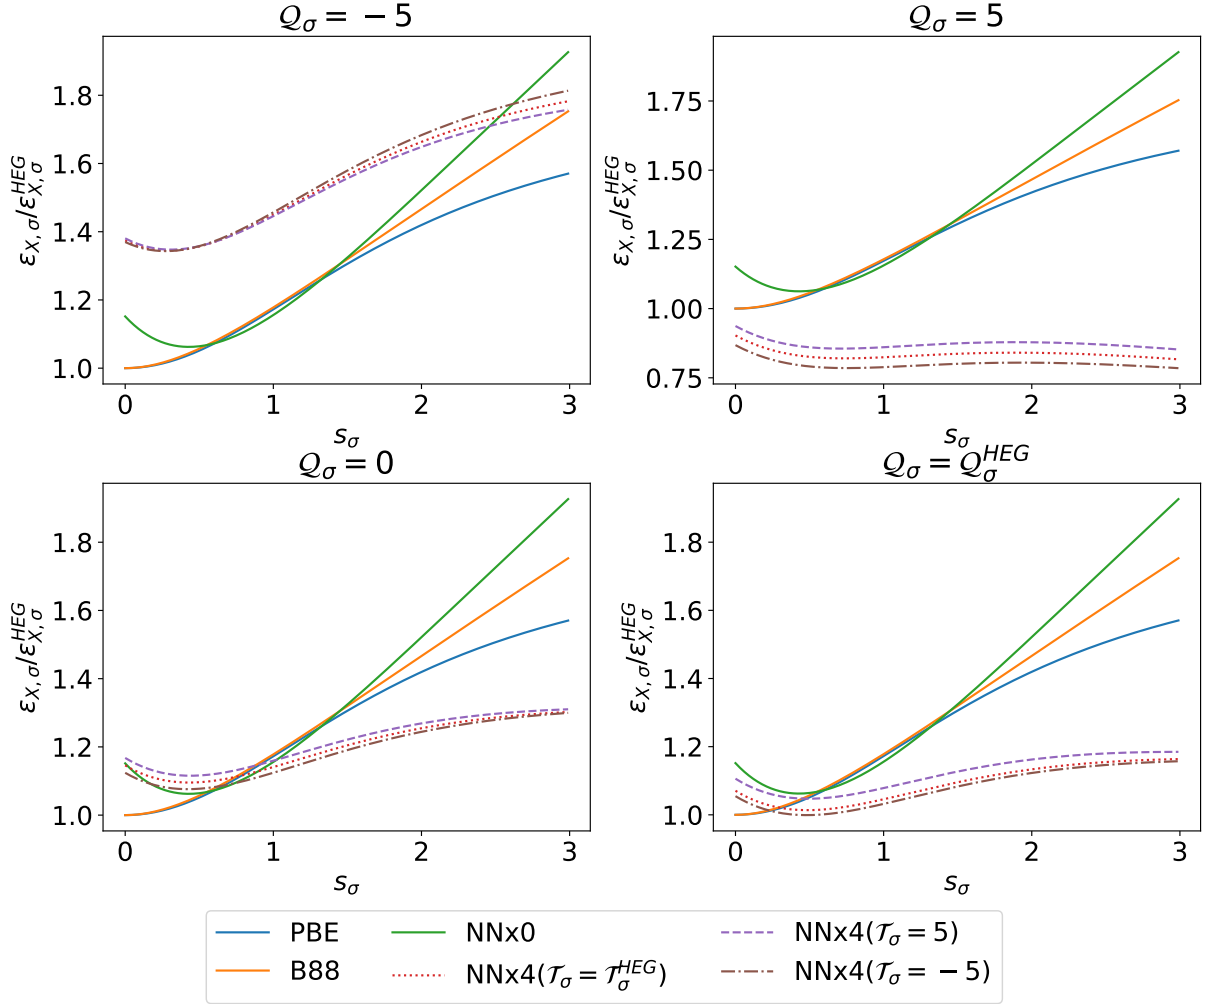 𝒬σ = −5
εX,σ/εX,σ^HEG
1.8
1.6
1.4
1.2
1.0
0 1 2 3
sσ
𝒬σ = 5
εX,σ/εX,σ^HEG
1.75
1.50
1.25
1.00
0.75
0 1 2 3
sσ
𝒬σ = 0
εX,σ/εX,σ^HEG
1.8
1.6
1.4
1.2
1.0
0 1 2 3
sσ
𝒬σ = 𝒬σ^HEG
εX,σ/εX,σ^HEG
1.8
1.6
1.4
1.2
1.0
0 1 2 3
sσ
PBE
B88
NNx0
NNx4(𝒯σ = 𝒯σ^HEG)
NNx4(𝒯σ = 5)
NNx4(𝒯σ = −5)